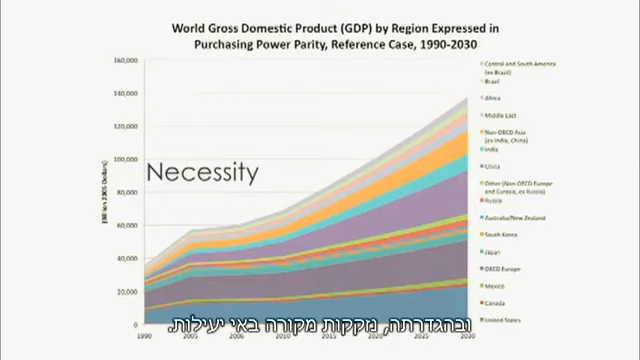 World Gross Domestic Product (GDP) by Region Expressed in
Purchasing Power Parity, Reference Case, 1990-2030
160,000
140,000
120,000
100,000
80,000
60,000
40,000
20,000
0
(Billion 2005 Dollars)
Necessity
1990
2005
2006
2010
2015
2020
2025
2030
Central and South America
(ex Brazil)
Brazil
Africa
Middle East
Non-OECD Asia
(ex India, China)
India
China
Other (Non-OECD Europe
and Eurasia, ex Russia)
Russia
Australia/New Zealand
South Korea
Japan
OECD Europe
Mexico
Canada
United States
ובהגדרתה, מקקות מקורה באי יעילות.